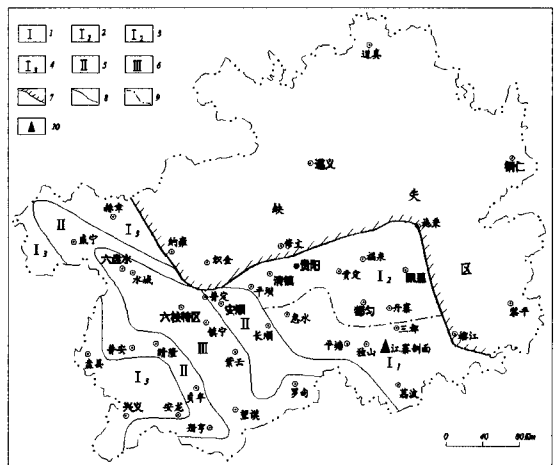 I 1
I₂ 2
I₂ 3
I₃ 4
II 5
III 6
7
8
9
10
道真
遵义
铜仁
缺
失
区
赫章
II
I₃
威宁
纳雍
六盘水
水城
织金
修文
施秉
贵阳
福泉
清镇
贵定
I₂
凯里
普定
平坝
安顺
六枝特区
镇宁
II
都匀
丹寨
惠水
黎平
三都
榕江
长顺
III
普安
晴隆
紫云
平塘
独山
江寨剖面
盘县
I₃
II
I₁
贞丰
罗甸
荔波
兴义
安龙
望谟
册亨
0 40 80 Km